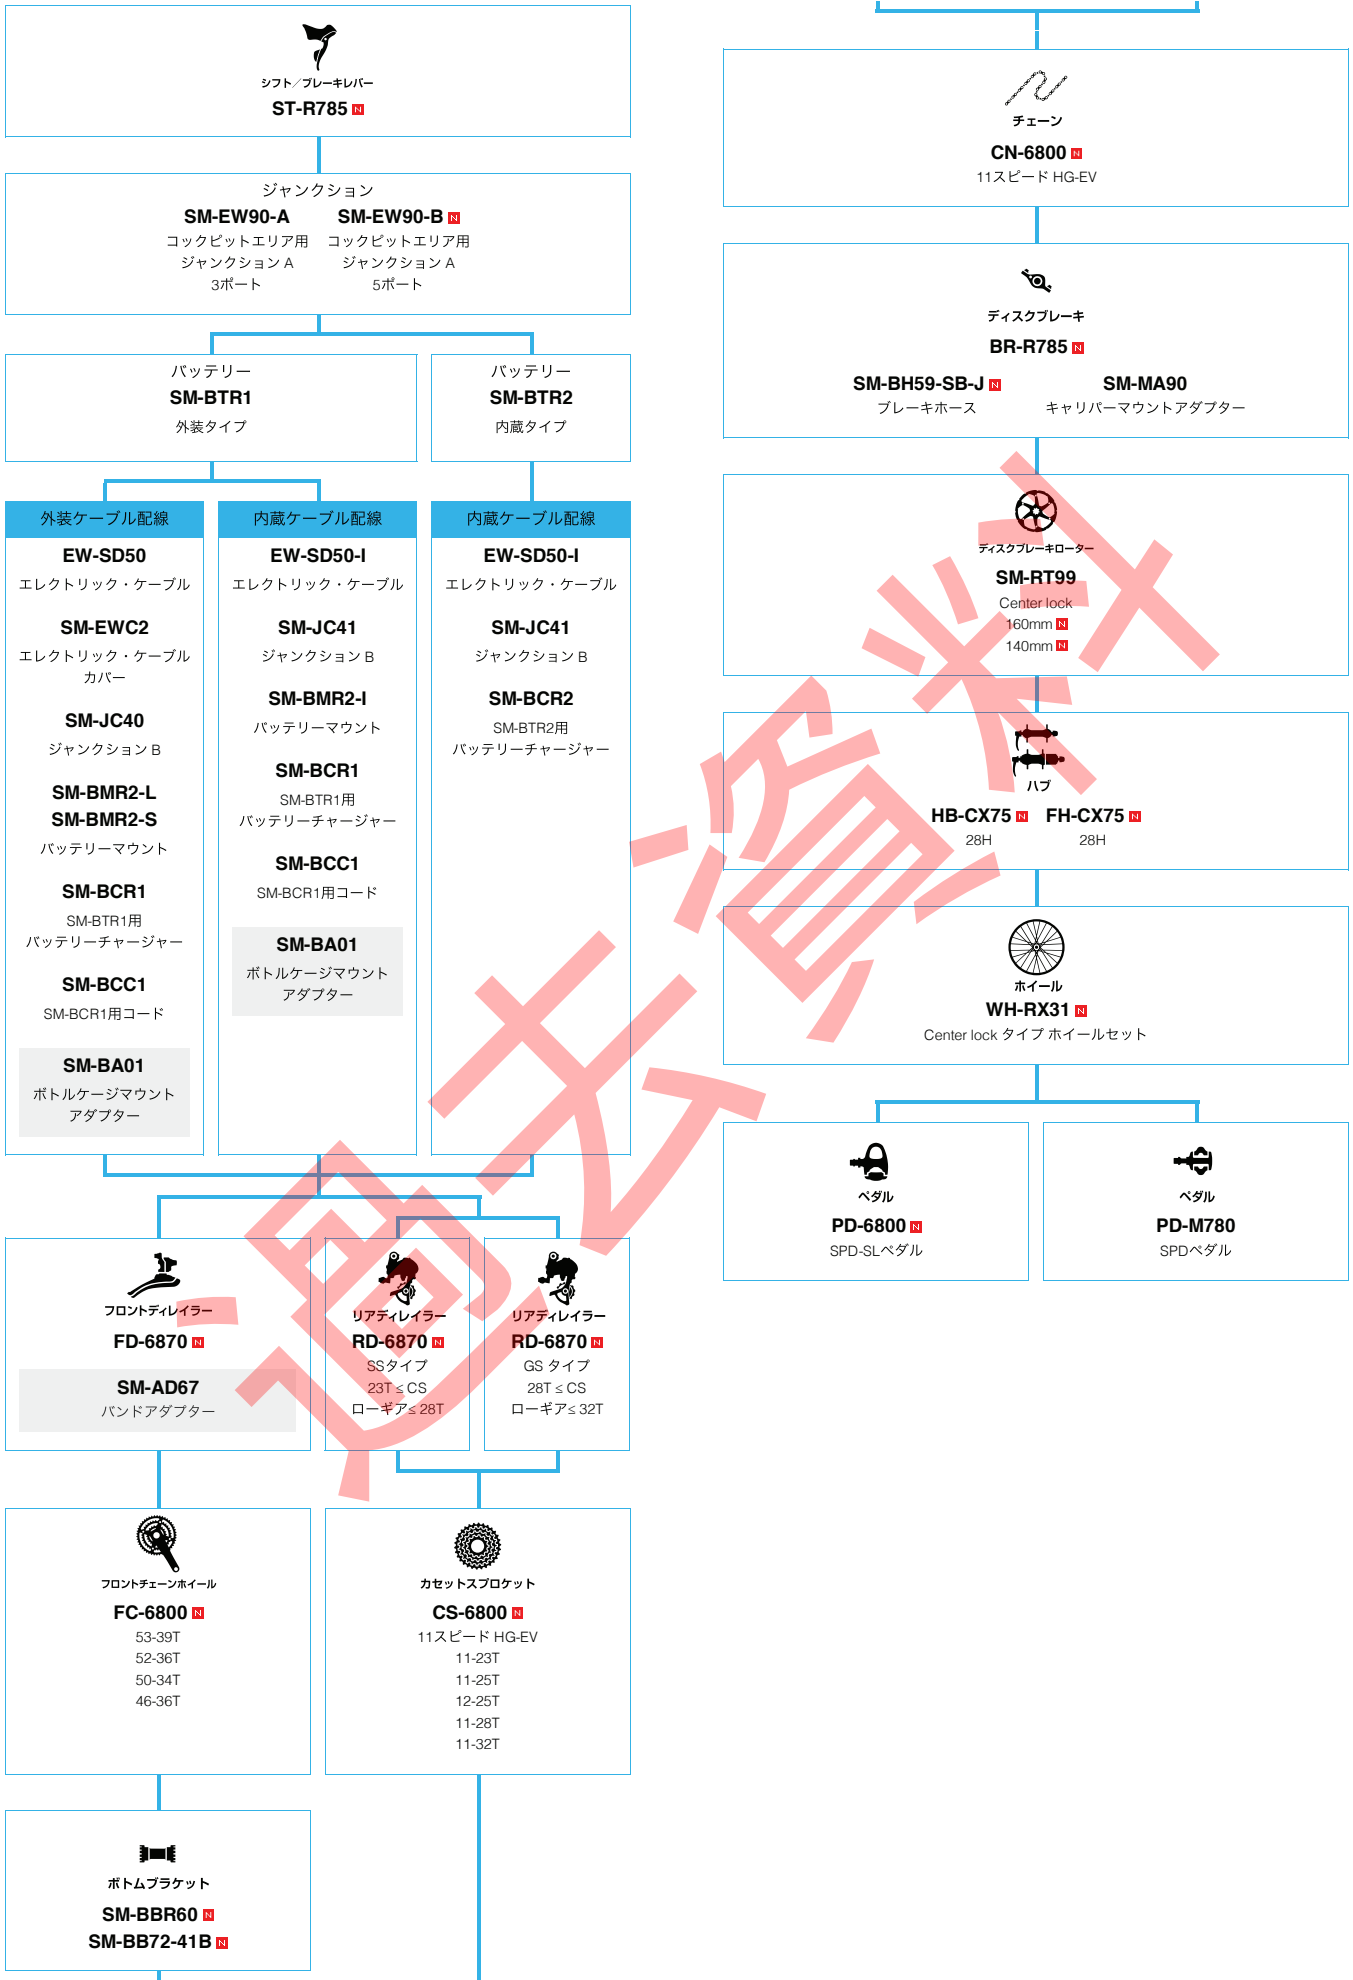 シフト／ブレーキレバー
ST-R785 N
ジャンクション
SM-EW90-A
コックピットエリア用
ジャンクション A
3ポート
SM-EW90-B N
コックピットエリア用
ジャンクション A
5ポート
バッテリー
SM-BTR1
外装タイプ
バッテリー
SM-BTR2
内蔵タイプ
外装ケーブル配線
EW-SD50
エレクトリック・ケーブル
SM-EWC2
エレクトリック・ケーブル
カバー
SM-JC40
ジャンクション B
SM-BMR2-L
SM-BMR2-S
バッテリーマウント
SM-BCR1
SM-BTR1用
バッテリーチャージャー
SM-BCC1
SM-BCR1用コード
SM-BA01
ボトルケージマウント
アダプター
内蔵ケーブル配線
EW-SD50-I
エレクトリック・ケーブル
SM-JC41
ジャンクション B
SM-BMR2-I
バッテリーマウント
SM-BCR1
SM-BTR1用
バッテリーチャージャー
SM-BCC1
SM-BCR1用コード
SM-BA01
ボトルケージマウント
アダプター
内蔵ケーブル配線
EW-SD50-I
エレクトリック・ケーブル
SM-JC41
ジャンクション B
SM-BCR2
SM-BTR2用
バッテリーチャージャー
フロントディレイラー
FD-6870 N
SM-AD67
バンドアダプター
リアディレイラー
RD-6870 N
SSタイプ
23T ≤ CS
ローギア≤ 28T
リアディレイラー
RD-6870 N
GS タイプ
28T ≤ CS
ローギア≤ 32T
フロントチェーンホイール
FC-6800 N
53-39T
52-36T
50-34T
46-36T
カセットスプロケット
CS-6800 N
11スピード HG-EV
11-23T
11-25T
12-25T
11-28T
11-32T
ボトムブラケット
SM-BBR60 N
SM-BB72-41B N
チェーン
CN-6800 N
11スピード HG-EV
ディスクブレーキ
BR-R785 N
SM-BH59-SB-J N
ブレーキホース
SM-MA90
キャリパーマウントアダプター
ディスクブレーキローター
SM-RT99
Center lock
160mm N
140mm N
ハブ
HB-CX75 N
28H
FH-CX75 N
28H
ホイール
WH-RX31 N
Center lock タイプ ホイールセット
ペダル
PD-6800 N
SPD-SLペダル
ペダル
PD-M780
SPDペダル
過去資料